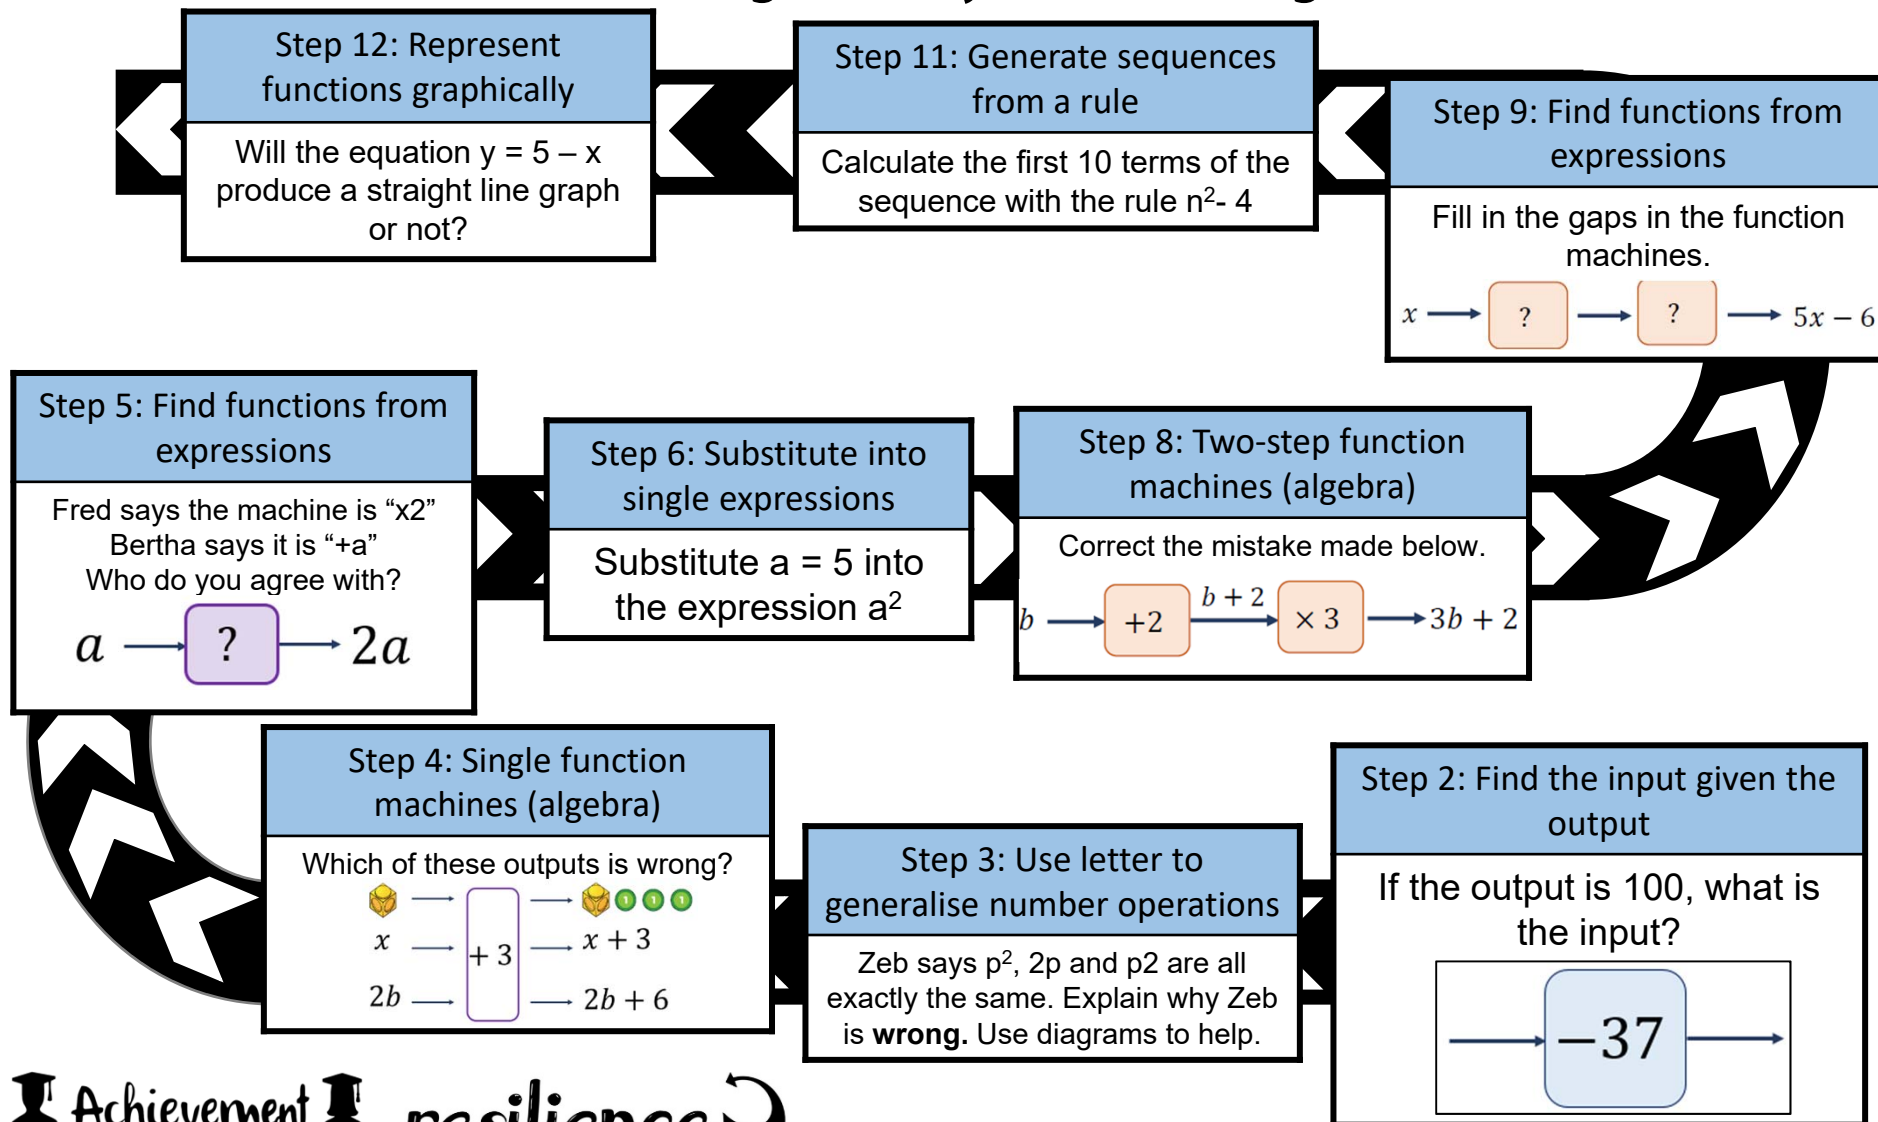 Step 12: Represent
functions graphically
Will the equation y = 5 – x
produce a straight line graph
or not?
Step 11: Generate sequences
from a rule
Calculate the first 10 terms of the
sequence with the rule n²- 4
Step 9: Find functions from
expressions
Fill in the gaps in the function
machines.
x ? ? 5x − 6
Step 5: Find functions from
expressions
Fred says the machine is “x2”
Bertha says it is “+a”
Who do you agree with?
a ? 2a
Step 6: Substitute into
single expressions
Substitute a = 5 into
the expression a²
Step 8: Two-step function
machines (algebra)
Correct the mistake made below.
b +2 b + 2 × 3 3b + 2
Step 4: Single function
machines (algebra)
Which of these outputs is wrong?
1 1 1
x + 3 x + 3
2b 2b + 6
Step 3: Use letter to
generalise number operations
Zeb says p², 2p and p2 are all
exactly the same. Explain why Zeb
is wrong. Use diagrams to help.
Step 2: Find the input given the
output
If the output is 100, what is
the input?
−37
Achievement
resilience